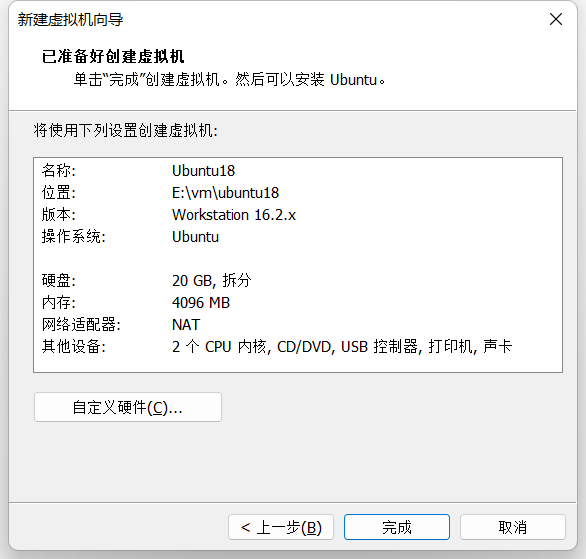 新建虚拟机向导
已准备好创建虚拟机
单击“完成”创建虚拟机。然后可以安装 Ubuntu。
将使用下列设置创建虚拟机:
名称: Ubuntu18
位置: E:\vm\ubuntu18
版本: Workstation 16.2.x
操作系统: Ubuntu
硬盘: 20 GB, 拆分
内存: 4096 MB
网络适配器: NAT
其他设备: 2 个 CPU 内核, CD/DVD, USB 控制器, 打印机, 声卡
自定义硬件(C)...
< 上一步(B) 完成 取消